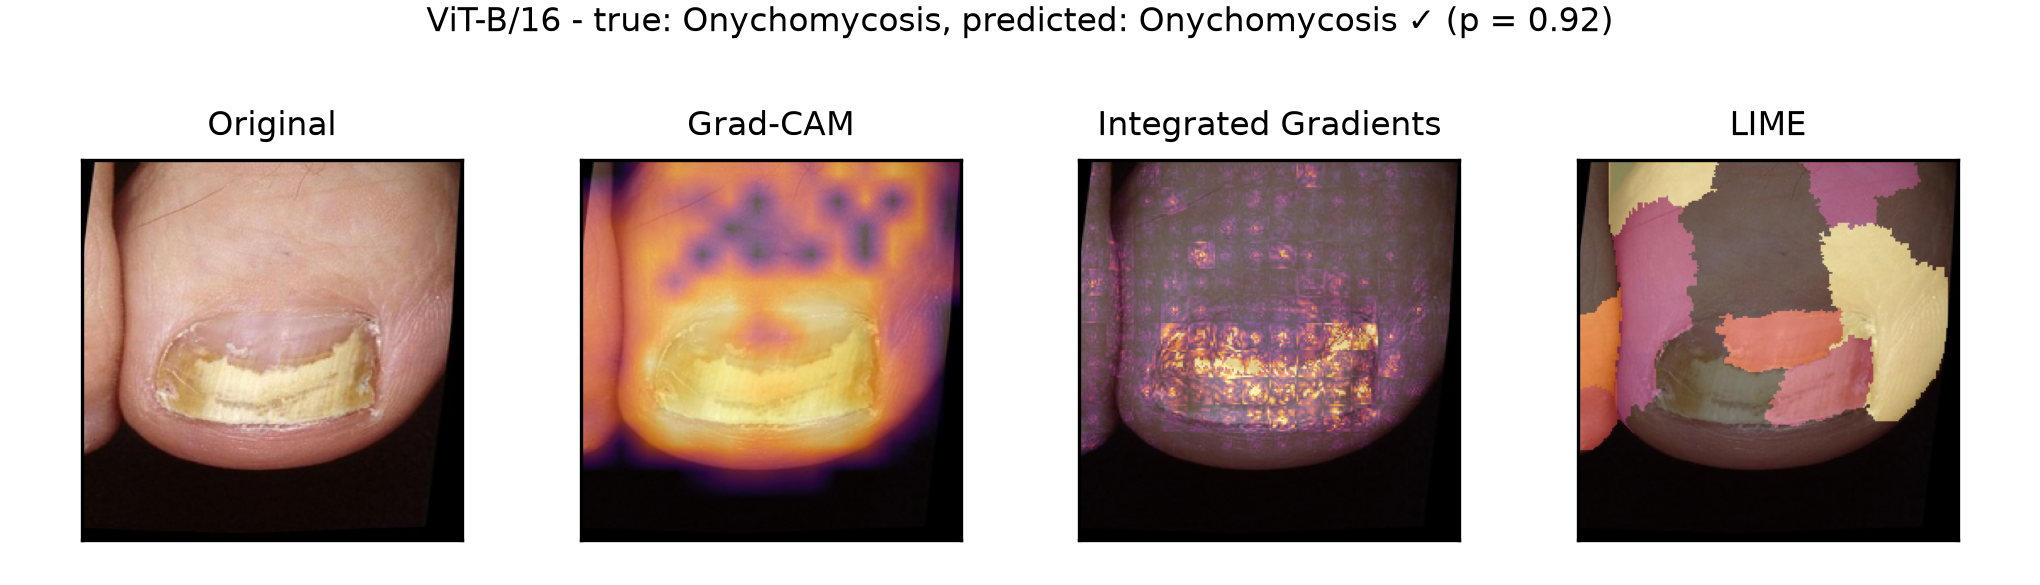 ViT-B/16 - true: Onychomycosis, predicted: Onychomycosis ✓ (p = 0.92)
Original
Grad-CAM
Integrated Gradients
LIME